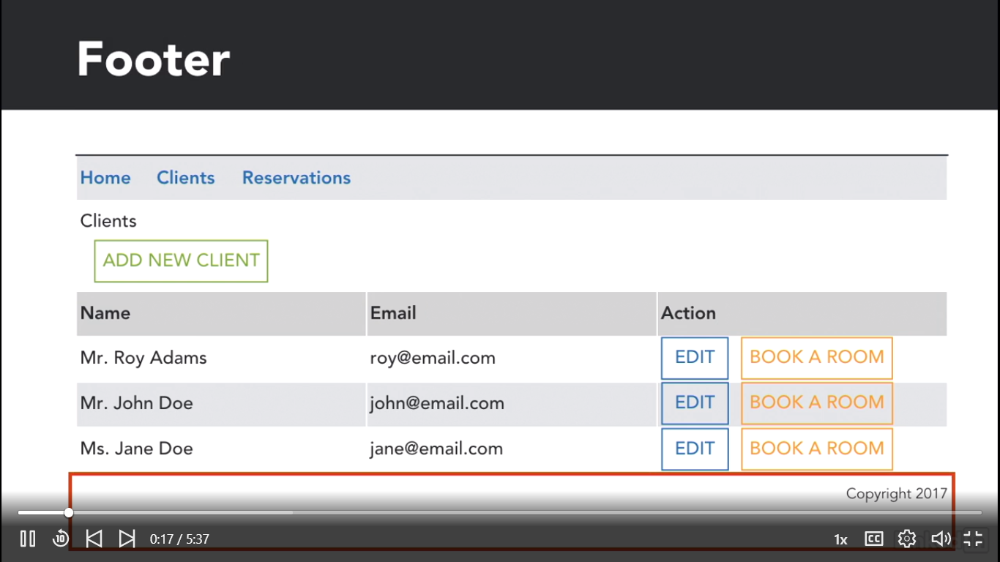 Footer
Home Clients Reservations
Clients
ADD NEW CLIENT
Name Email Action
Mr. Roy Adams roy@email.com EDIT BOOK A ROOM
Mr. John Doe john@email.com EDIT BOOK A ROOM
Ms. Jane Doe jane@email.com EDIT BOOK A ROOM
Copyright 2017
10 0:17 / 5:37 1x CC